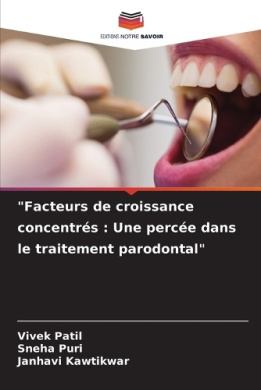 EDITIONS NOTRE SAVOIR
"Facteurs de croissance
concentrés : Une percée dans
le traitement parodontal"
Vivek Patil
Sneha Puri
Janhavi Kawtikwar